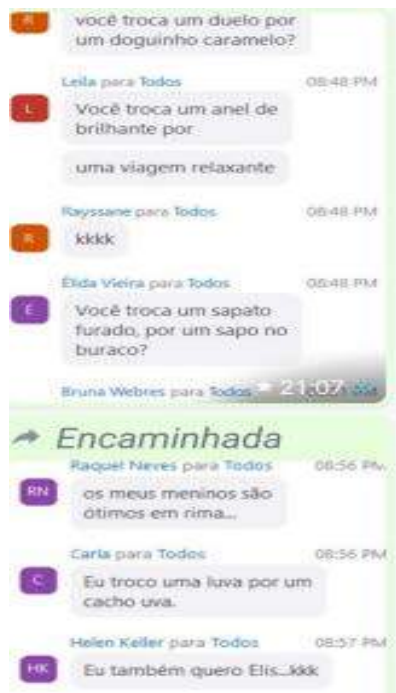 R
você troca um duelo por
um doguinho caramelo?
Leila para Todos 08:48 PM
L
Você troca um anel de
brilhante por
uma viagem relaxante
Rayssane para Todos 08:48 PM
R
kkkk
Élida Vieira para Todos 08:48 PM
E
Você troca um sapato
furado, por um sapo no
buraco?
Bruna Webres para Todos
21:07
Encaminhada
Raquel Neves para Todos 08:56 PM
RN
os meus meninos são
ótimos em rima...
Carla para Todos 08:56 PM
C
Eu troco uma luva por um
cacho uva.
Helen Keller para Todos 08:57 PM
HK
Eu também quero Elis...kkk